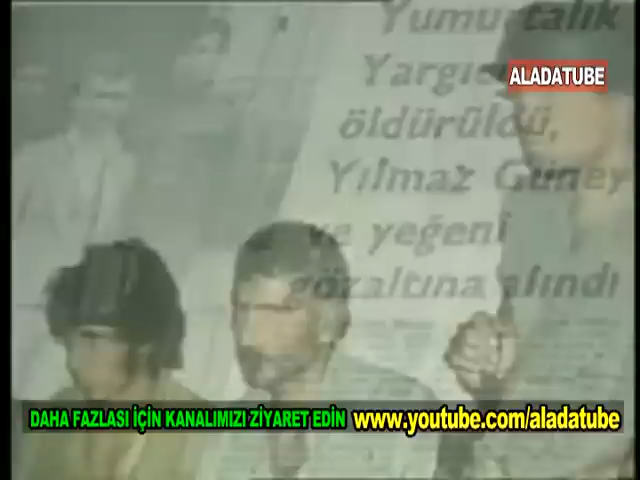 Yumurtalık
Yargıcı
ALADATUBE
öldürüldü,
Yılmaz Güney
ve yeğeni
gözaltına alındı
DAHA FAZLASI İÇİN KANALIMIZI ZİYARET EDİN www.youtube.com/aladatube